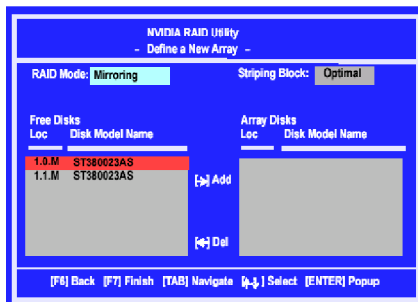 NVIDIA RAID Utility
- Define a New Array -
RAID Mode: Mirroring
Striping Block: Optimal
Free Disks
Loc Disk Model Name
1.0.M ST380023AS
1.1.M ST380023AS
[→] Add
[←] Del
Array Disks
Loc Disk Model Name
[F6] Back [F7] Finish [TAB] Navigate [↑↓] Select [ENTER] Popup